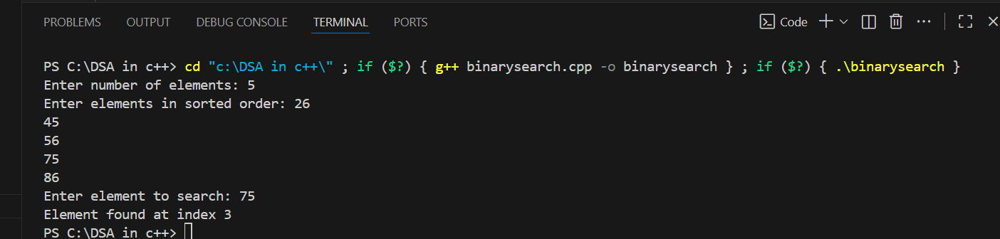 PROBLEMS OUTPUT DEBUG CONSOLE TERMINAL PORTS Code
PS C:\DSA in c++> cd "c:\DSA in c++\" ; if ($?) { g++ binarysearch.cpp -o binarysearch } ; if ($?) { .\binarysearch }
Enter number of elements: 5
Enter elements in sorted order: 26
45
56
75
86
Enter element to search: 75
Element found at index 3
PS C:\DSA in c++>